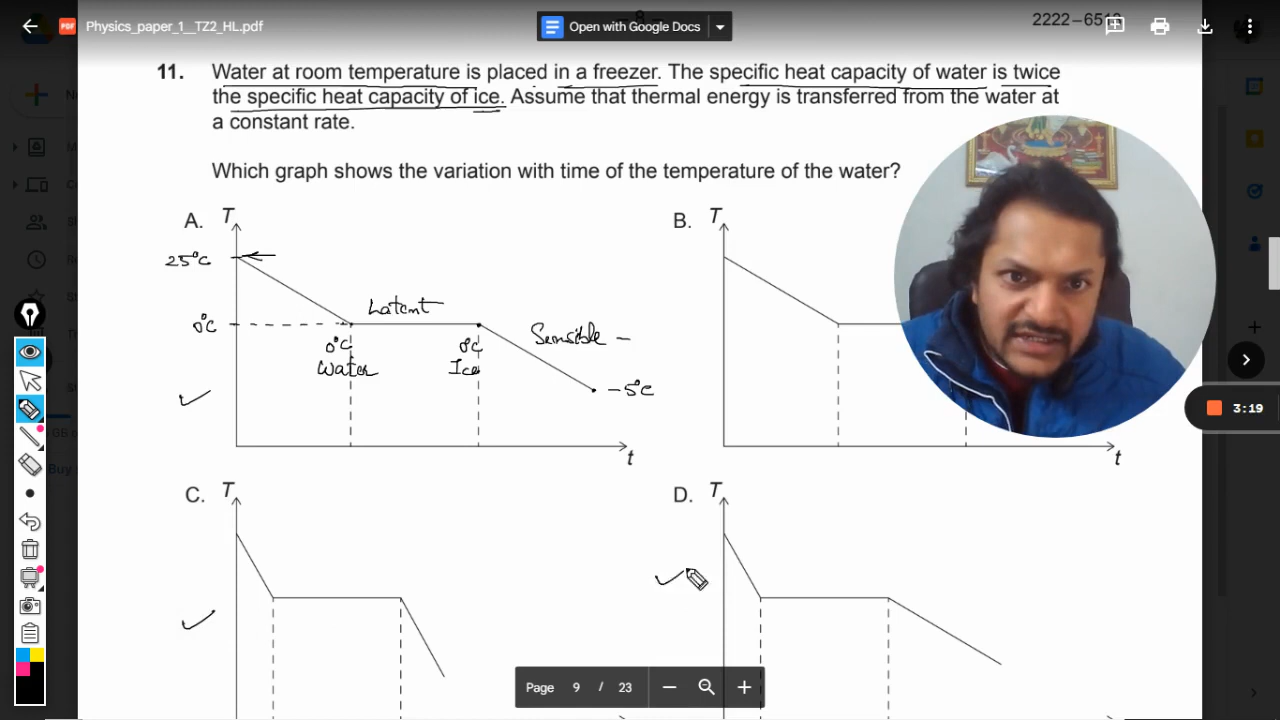 Physics_paper_1__TZ2_HL.pdf
Open with Google Docs
8
11. Water at room temperature is placed in a freezer. The specific heat capacity of water is twice
the specific heat capacity of ice. Assume that thermal energy is transferred from the water at
a constant rate.
Which graph shows the variation with time of the temperature of the water?
A. T
25°C
0°C
Latent
0°C
Water
0°C
Ice
Sensible –
–5°C
t
B. T
t
C. T
D. T
Page 9 / 23
3:19